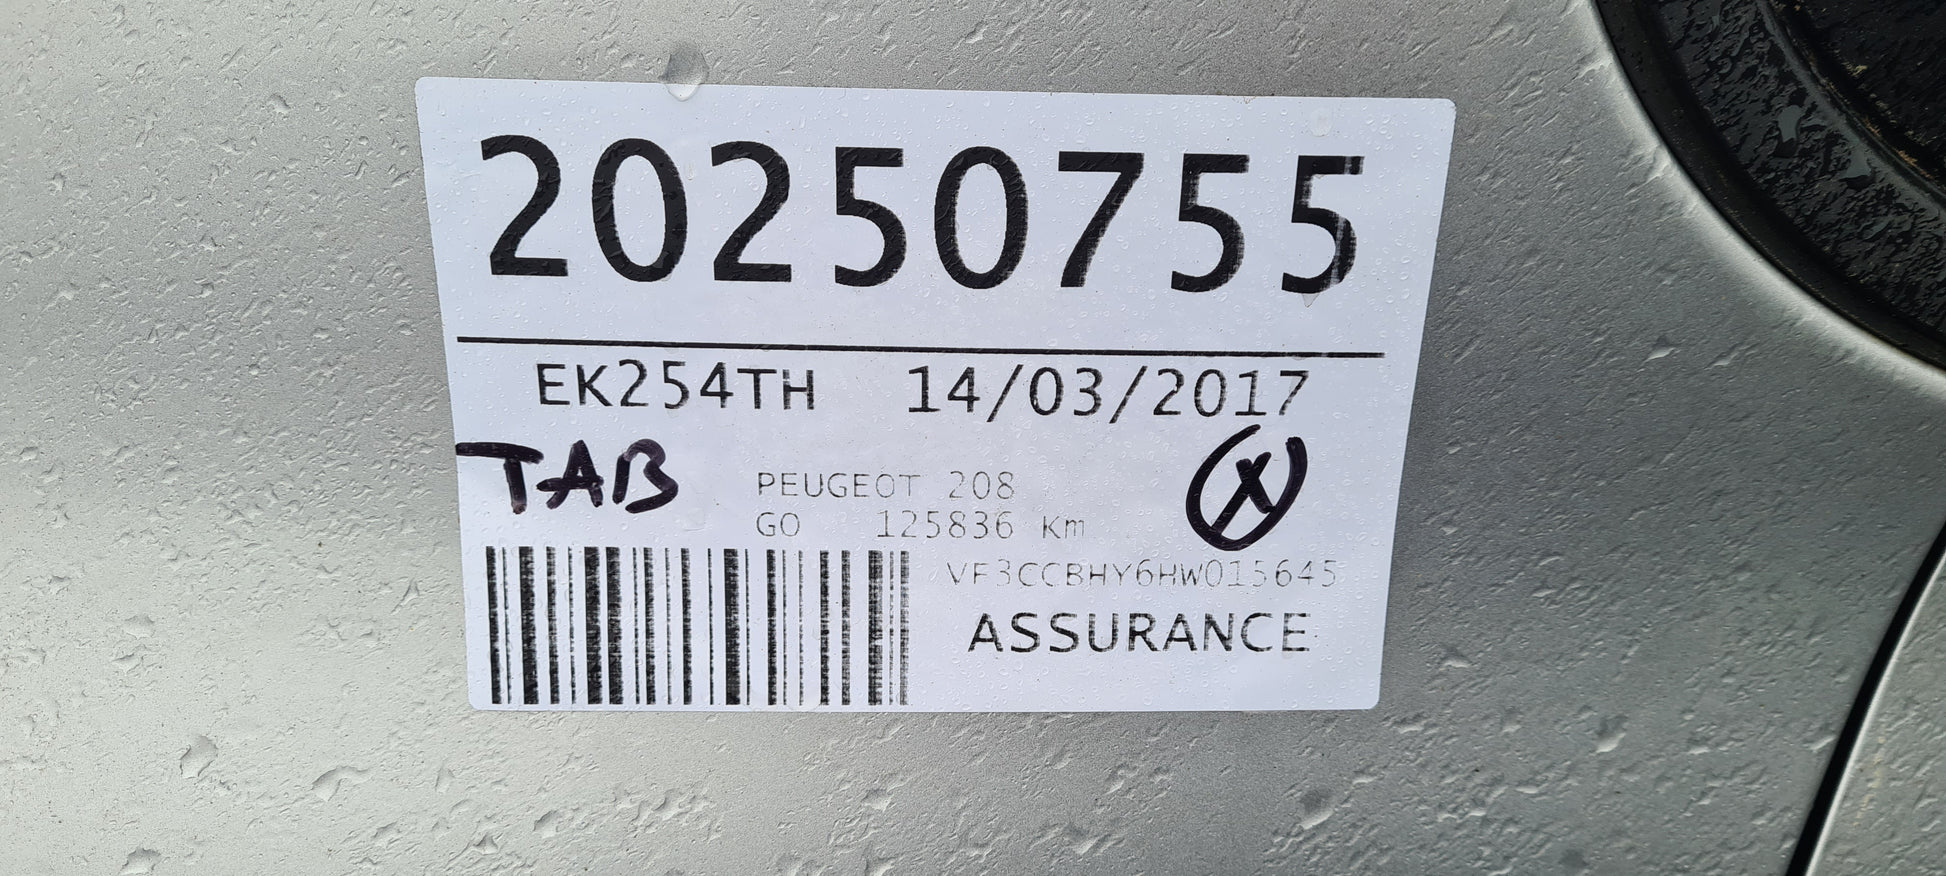 20250755
EK254TH 14/03/2017
TAB
PEUGEOT 208
GO 125836 Km
VF3CCBHY6HW015645
ASSURANCE